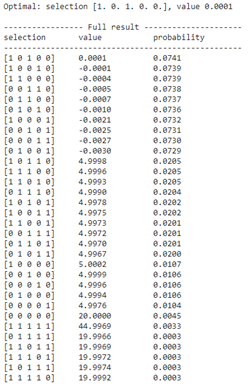 Optimal: selection [1. 0. 1. 0. 0.], value 0.0001
----------------- Full result ---------------------
selection value probability
---------------------------------------------------
[1 0 1 0 0] 0.0001 0.0741
[1 0 0 1 0] -0.0001 0.0739
[1 1 0 0 0] -0.0004 0.0739
[0 0 1 1 0] -0.0005 0.0738
[0 1 1 0 0] -0.0007 0.0737
[0 1 0 1 0] -0.0010 0.0736
[1 0 0 0 1] -0.0021 0.0732
[0 0 1 0 1] -0.0025 0.0731
[0 0 0 1 1] -0.0027 0.0730
[0 1 0 0 1] -0.0030 0.0729
[1 0 1 1 0] 4.9998 0.0205
[1 1 1 0 0] 4.9996 0.0205
[1 1 0 1 0] 4.9993 0.0205
[0 1 1 1 0] 4.9990 0.0204
[1 0 1 0 1] 4.9978 0.0202
[1 0 0 1 1] 4.9975 0.0202
[1 1 0 0 1] 4.9973 0.0201
[0 0 1 1 1] 4.9972 0.0201
[0 1 1 0 1] 4.9970 0.0201
[0 1 0 1 1] 4.9967 0.0200
[1 0 0 0 0] 5.0002 0.0107
[0 0 1 0 0] 4.9999 0.0106
[0 0 0 1 0] 4.9996 0.0106
[0 1 0 0 0] 4.9994 0.0106
[0 0 0 0 1] 4.9976 0.0104
[0 0 0 0 0] 20.0000 0.0045
[1 1 1 1 1] 44.9969 0.0033
[0 1 1 1 1] 19.9966 0.0003
[1 1 1 0 1] 19.9969 0.0003
[1 1 0 1 1] 19.9972 0.0003
[1 0 1 1 1] 19.9974 0.0003
[1 1 1 1 0] 19.9992 0.0003